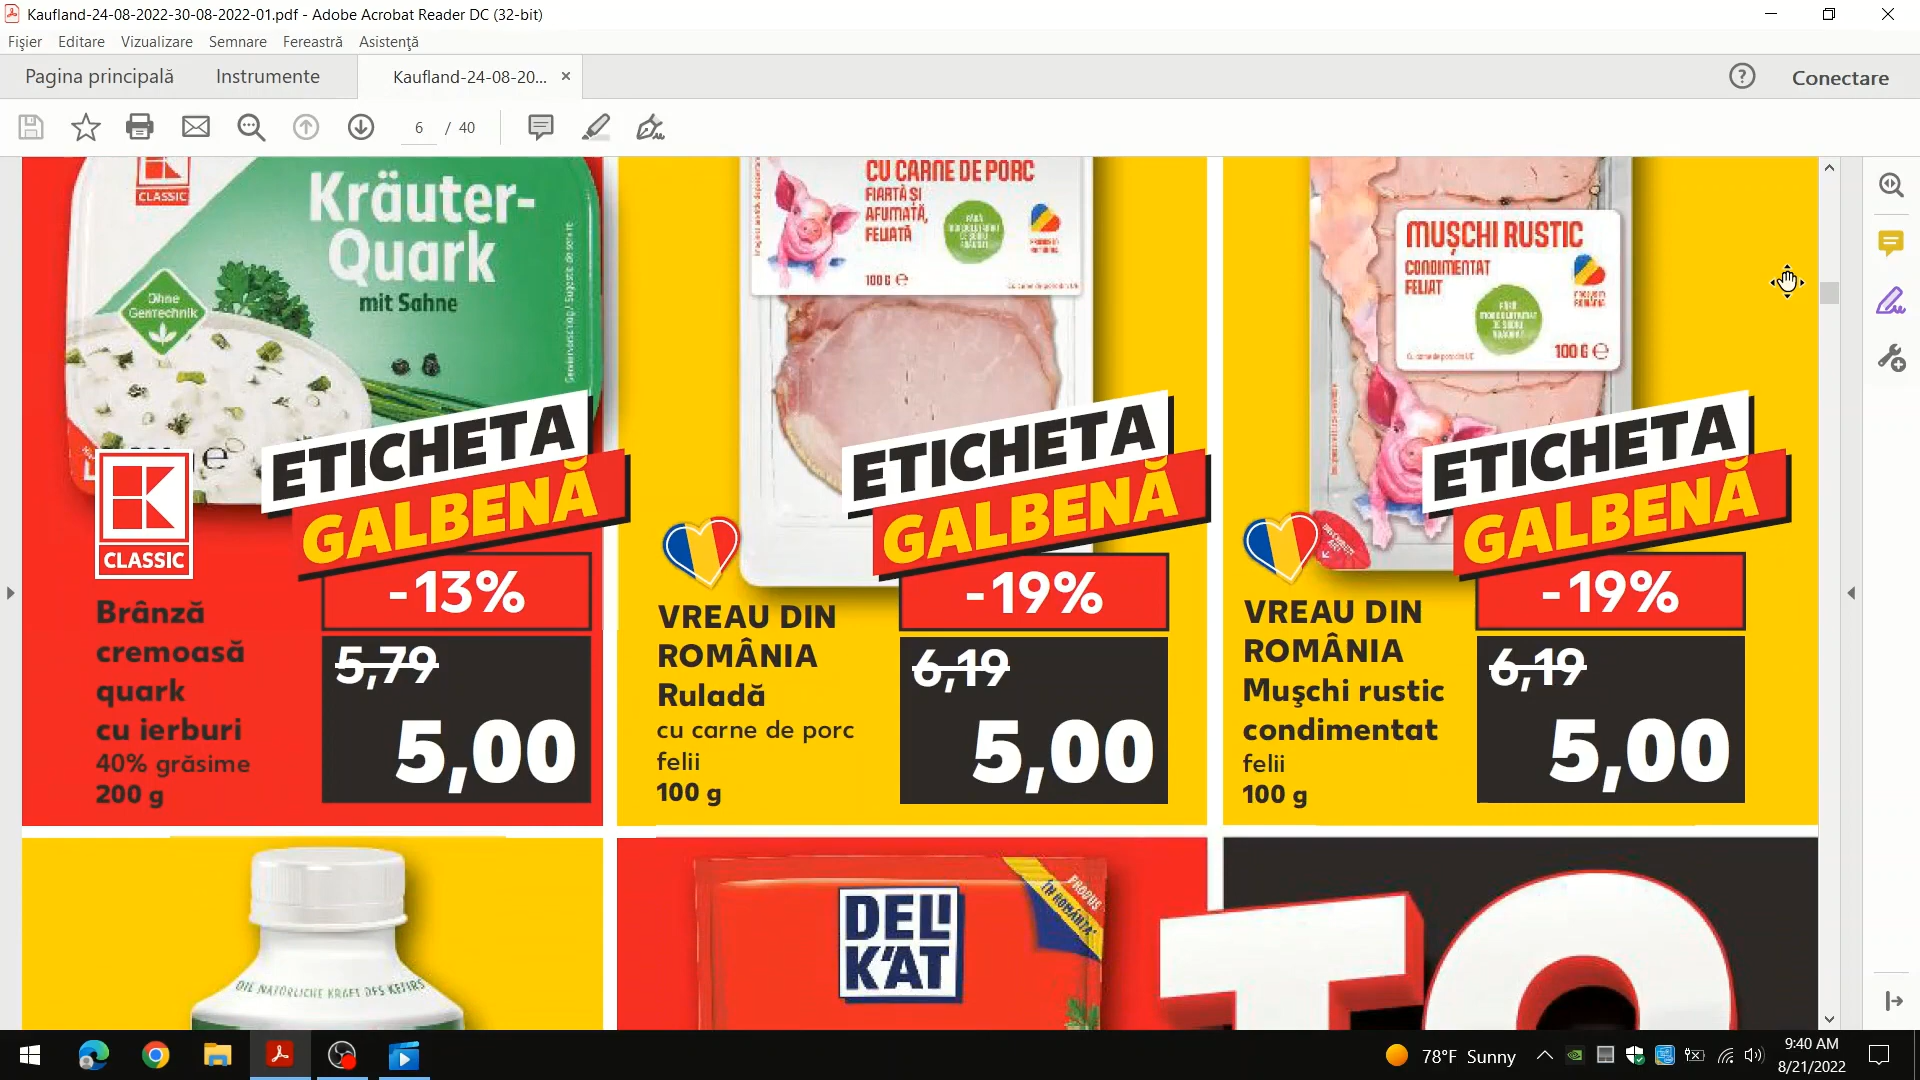 Kaufland-24-08-2022-30-08-2022-01.pdf - Adobe Acrobat Reader DC (32-bit)
Fișier Editare Vizualizare Semnare Fereastră Asistență
Pagina principală Instrumente Kaufland-24-08-20... × Conectare
6 / 40
CLASSIC
Kräuter-
Quark
mit Sahne
Ohne
Gentechnik
CLASSIC
ETICHETA
GALBENĂ
-13%
5,79
5,00
Brânză
cremoasă
quark
cu ierburi
40% grăsime
200 g
CU CARNE DE PORC
FIARTĂ ȘI
AFUMATĂ,
FELIATĂ
100 G e
ETICHETA
GALBENĂ
-19%
6,19
5,00
VREAU DIN
ROMÂNIA
Ruladă
cu carne de porc
felii
100 g
MUȘCHI RUSTIC
CONDIMENTAT
FELIAT
100 G e
ETICHETA
GALBENĂ
-19%
6,19
5,00
VREAU DIN
ROMÂNIA
Muşchi rustic
condimentat
felii
100 g
DIE NATÜRLICHE KRAFT DES KEFIRS
DELI
K'AT
PRODUS
ÎN ROMÂNIA
78°F Sunny
9:40 AM
8/21/2022